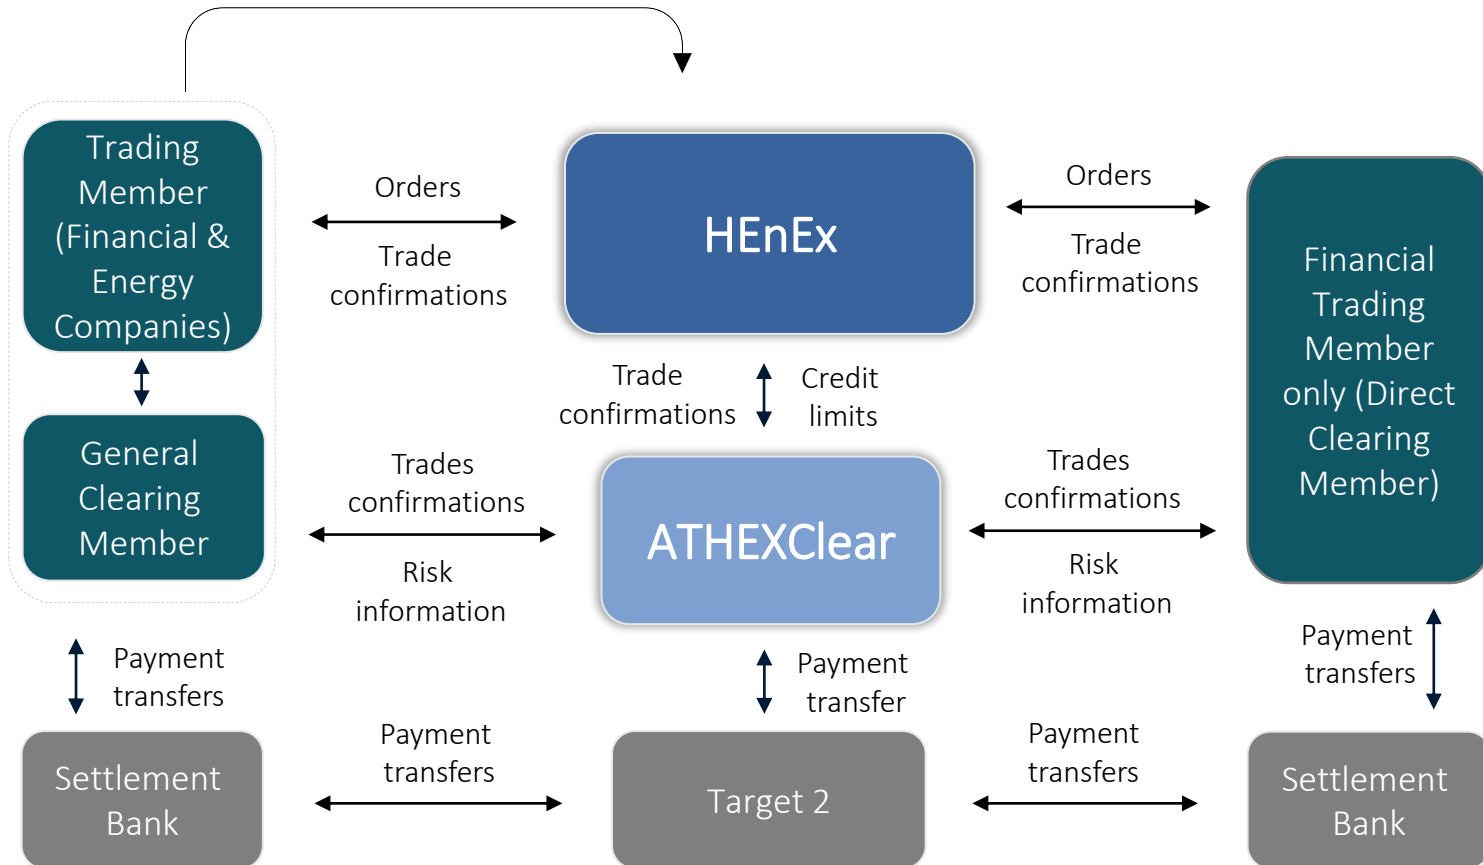 Trading
Member
(Financial &
Energy
Companies)
Orders
Trade
confirmations
HEnEx
Orders
Trade
confirmations
Financial
Trading
Member
only (Direct
Clearing
Member)
Trade
confirmations
Credit
limits
General
Clearing
Member
Trades
confirmations
Risk
information
ATHEXClear
Trades
confirmations
Risk
information
Payment
transfers
Payment
transfer
Payment
transfers
Settlement
Bank
Payment
transfers
Target 2
Payment
transfers
Settlement
Bank